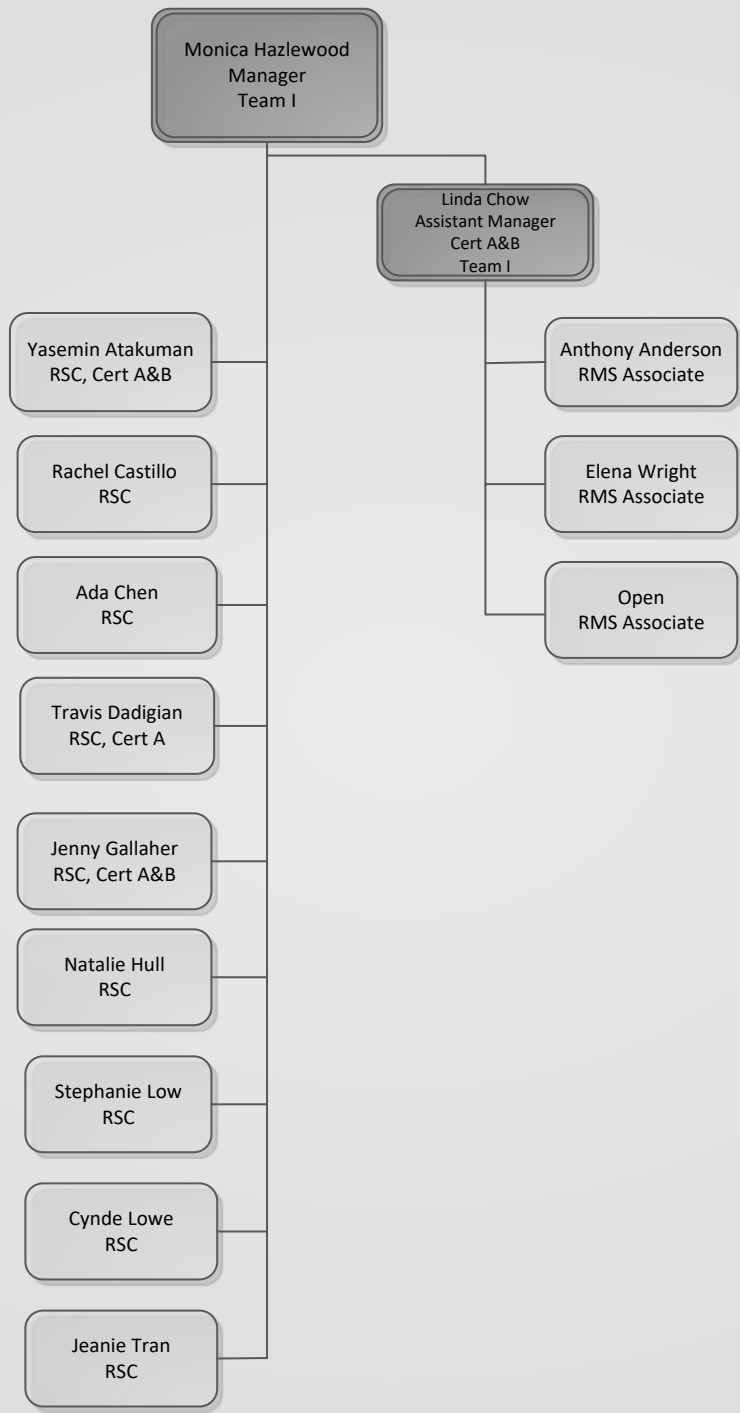 Monica Hazlewood
Manager
Team I
Linda Chow
Assistant Manager
Cert A&B
Team I
Yasemin Atakuman
RSC, Cert A&B
Rachel Castillo
RSC
Ada Chen
RSC
Travis Dadigian
RSC, Cert A
Jenny Gallaher
RSC, Cert A&B
Natalie Hull
RSC
Stephanie Low
RSC
Cynde Lowe
RSC
Jeanie Tran
RSC
Anthony Anderson
RMS Associate
Elena Wright
RMS Associate
Open
RMS Associate